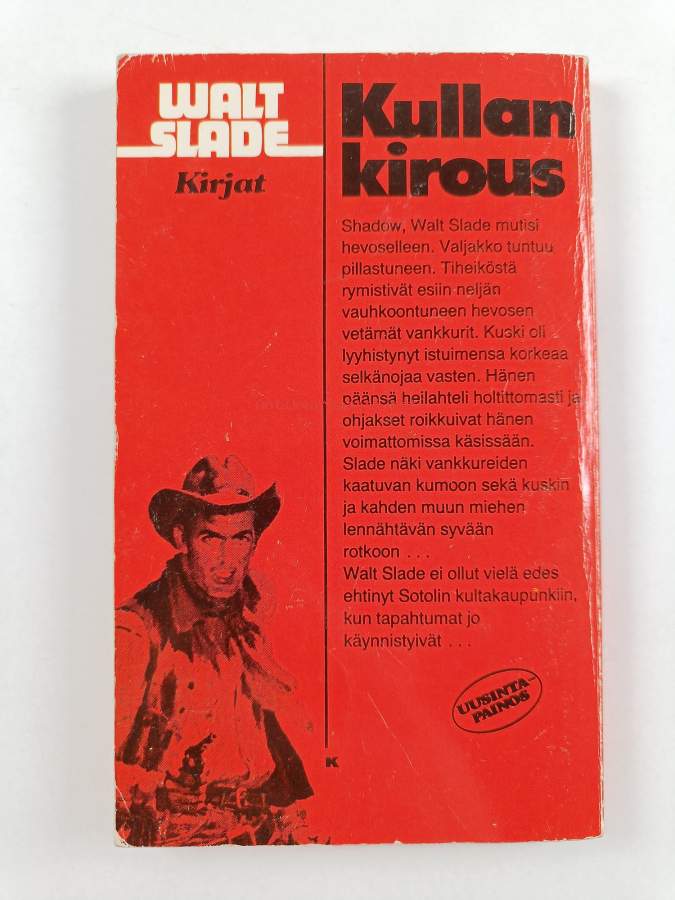 WALT
SLADE
Kirjat
Kullan
kirous
Shadow, Walt Slade mutisi
hevoselleen. Valjakko tuntuu
pillastuneen. Tiheiköstä
rymistivät esiin neljän
vauhkoontuneen hevosen
vetämät vankkurit. Kuski oli
lyyhistynyt istuimensa korkeaa
selkänojaa vasten. Hänen
päänsä heilahteli holtittomasti ja
ohjakset roikkuivat hänen
voimattomissa käsissään.
Slade näki vankkureiden
kaatuvan kumoon sekä kuskin
ja kahden muun miehen
lennähtävän syvään
rotkoon . . .
Walt Slade ei ollut vielä edes
ehtinyt Sotolin kultakaupunkiin,
kun tapahtumat jo
käynnistyivät . . .
UUSINTA-
PAINOS
K